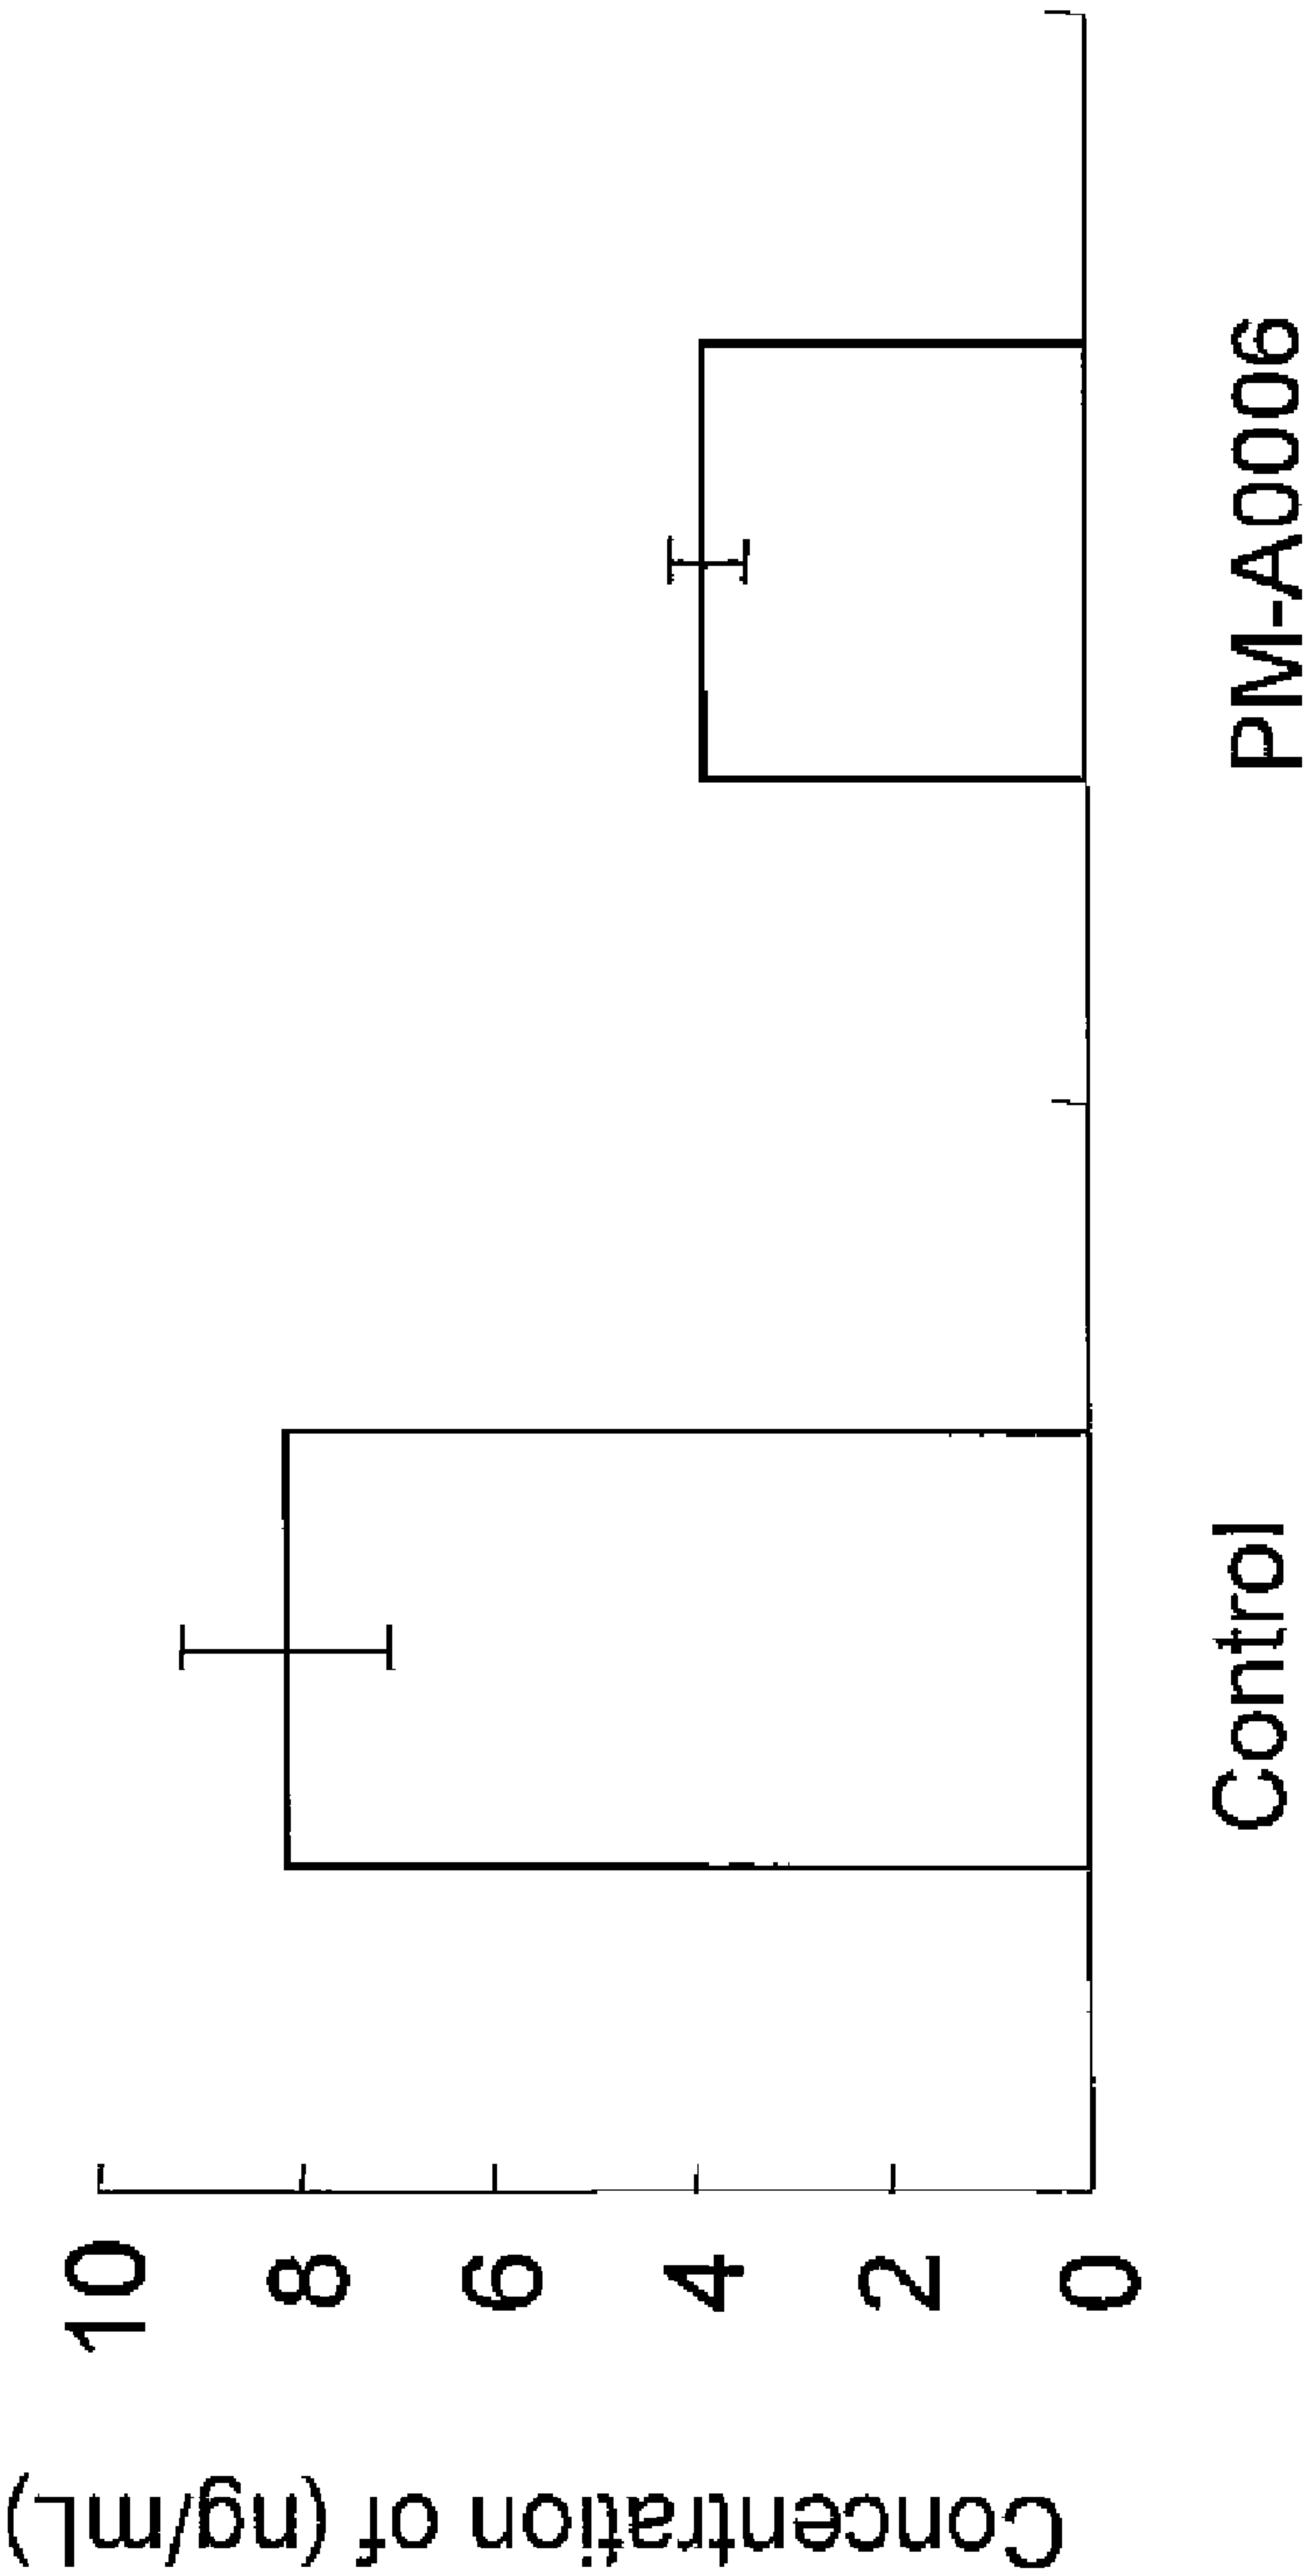 Concentration of (ng/mL)
10
8
6
4
2
0
Control
PM-A0006